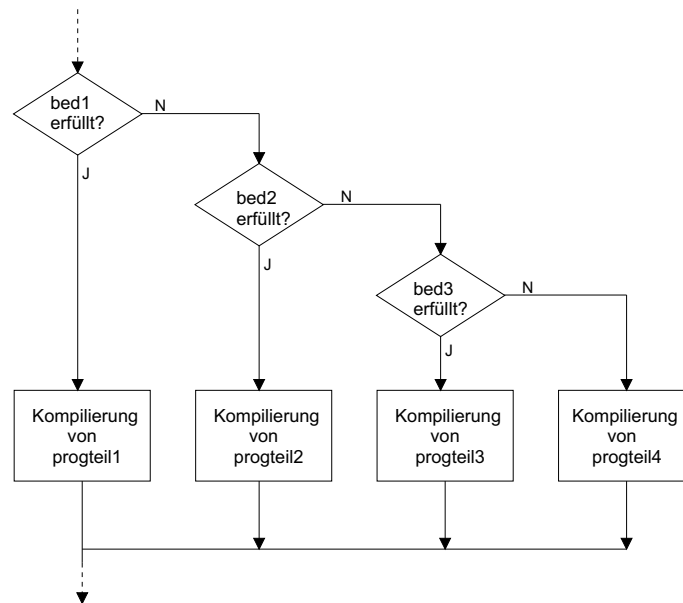 bed1
erfüllt?
N
J
bed2
erfüllt?
N
J
bed3
erfüllt?
N
J
Kompilierung
von
progteil1
Kompilierung
von
progteil2
Kompilierung
von
progteil3
Kompilierung
von
progteil4